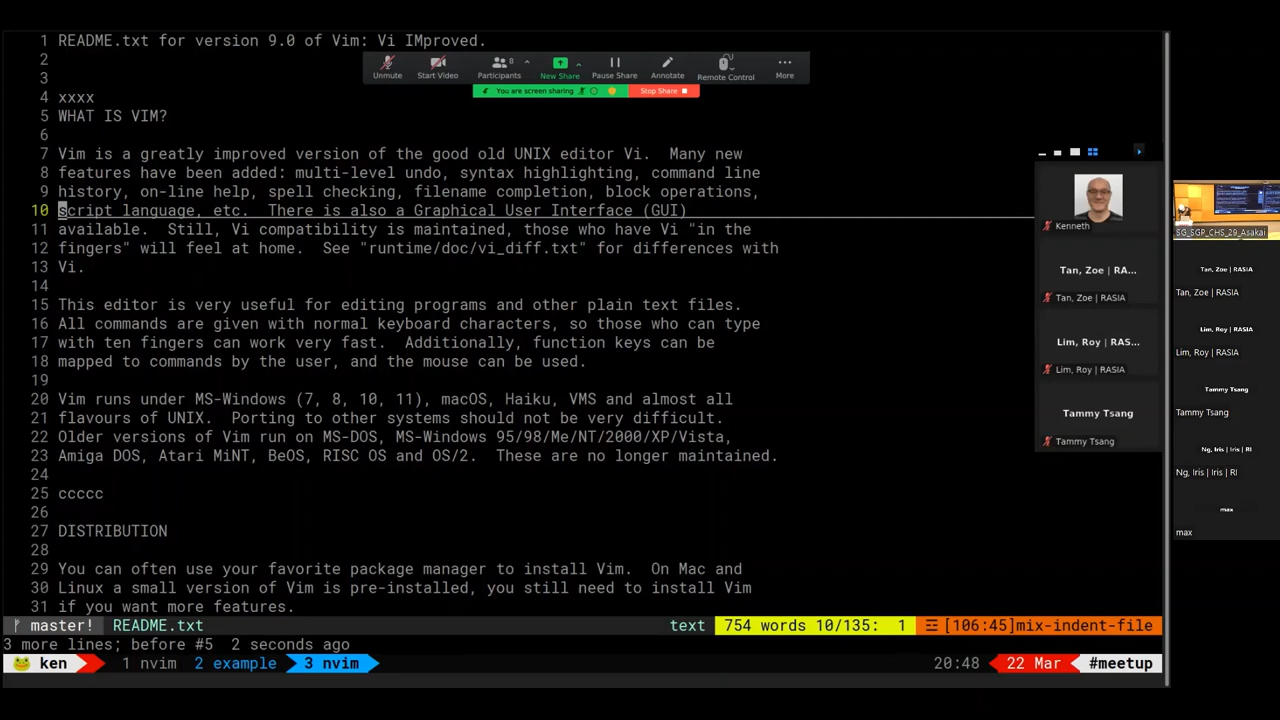 1 README.txt for version 9.0 of Vim: Vi IMproved.
2
3
4 xxxx
5 WHAT IS VIM?
6
7 Vim is a greatly improved version of the good old UNIX editor Vi.  Many new
8 features have been added: multi-level undo, syntax highlighting, command line
9 history, on-line help, spell checking, filename completion, block operations,
10 script language, etc.  There is also a Graphical User Interface (GUI)
11 available.  Still, Vi compatibility is maintained, those who have Vi "in the
12 fingers" will feel at home.  See "runtime/doc/vi_diff.txt" for differences with
13 Vi.
14
15 This editor is very useful for editing programs and other plain text files.
16 All commands are given with normal keyboard characters, so those who can type
17 with ten fingers can work very fast.  Additionally, function keys can be
18 mapped to commands by the user, and the mouse can be used.
19
20 Vim runs under MS-Windows (7, 8, 10, 11), macOS, Haiku, VMS and almost all
21 flavours of UNIX.  Porting to other systems should not be very difficult.
22 Older versions of Vim run on MS-DOS, MS-Windows 95/98/Me/NT/2000/XP/Vista,
23 Amiga DOS, Atari MiNT, BeOS, RISC OS and OS/2.  These are no longer maintained.
24
25 ccccc
26
27 DISTRIBUTION
28
29 You can often use your favorite package manager to install Vim.  On Mac and
30 Linux a small version of Vim is pre-installed, you still need to install Vim
31 if you want more features.
master! README.txt text 754 words 10/135: 1 ☲ [106:45]mix-indent-file
3 more lines; before #5  2 seconds ago
ken 1 nvim 2 example 3 nvim 20:48 22 Mar #meetup
Unmute Start Video Participants 8 New Share Pause Share Annotate Remote Control More
You are screen sharing Stop Share
Kenneth
Tan, Zoe | RA...
Tan, Zoe | RASIA
Lim, Roy | RAS...
Lim, Roy | RASIA
Tammy Tsang
Tammy Tsang
SG_SGP_CHS_29_Asakai
Tan, Zoe | RASIA
Tan, Zoe | RASIA
Lim, Roy | RASIA
Lim, Roy | RASIA
Tammy Tsang
Tammy Tsang
Ng, Iris | Iris | RI
Ng, Iris | Iris | RI
max
max